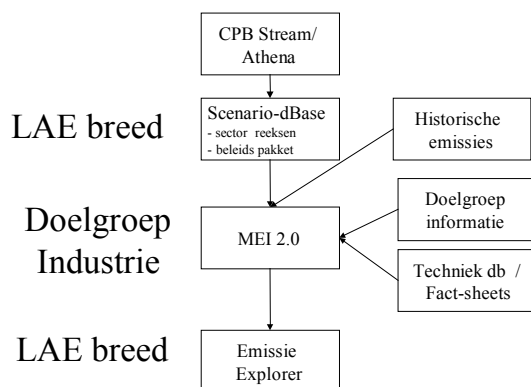 CPB Stream/
Athena
LAE breed
Scenario-dBase
- sector reeksen
- beleids pakket
Historische
emissies
Doelgroep
Industrie
MEI 2.0
Doelgroep
informatie
Techniek db /
Fact-sheets
LAE breed
Emissie
Explorer